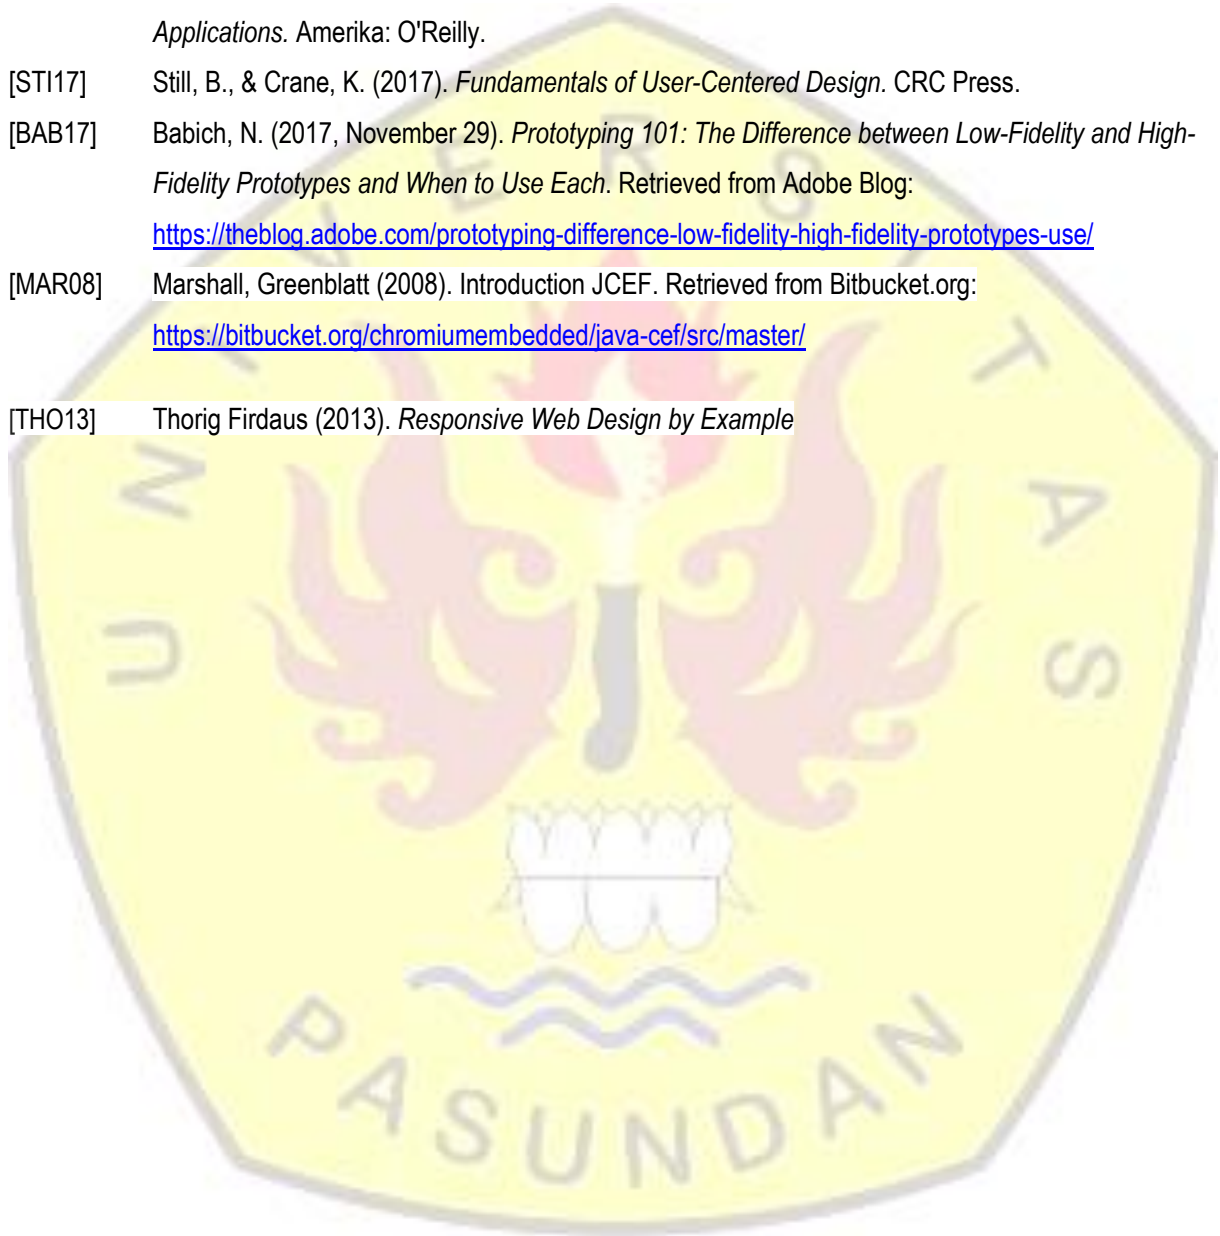 Applications. Amerika: O'Reilly.
[STI17] Still, B., & Crane, K. (2017). Fundamentals of User-Centered Design. CRC Press.
[BAB17] Babich, N. (2017, November 29). Prototyping 101: The Difference between Low-Fidelity and High-
Fidelity Prototypes and When to Use Each. Retrieved from Adobe Blog:
https://theblog.adobe.com/prototyping-difference-low-fidelity-high-fidelity-prototypes-use/
[MAR08] Marshall, Greenblatt (2008). Introduction JCEF. Retrieved from Bitbucket.org:
https://bitbucket.org/chromiumembedded/java-cef/src/master/
[THO13] Thorig Firdaus (2013). Responsive Web Design by Example
UNIVERSITAS
PASUNDAN